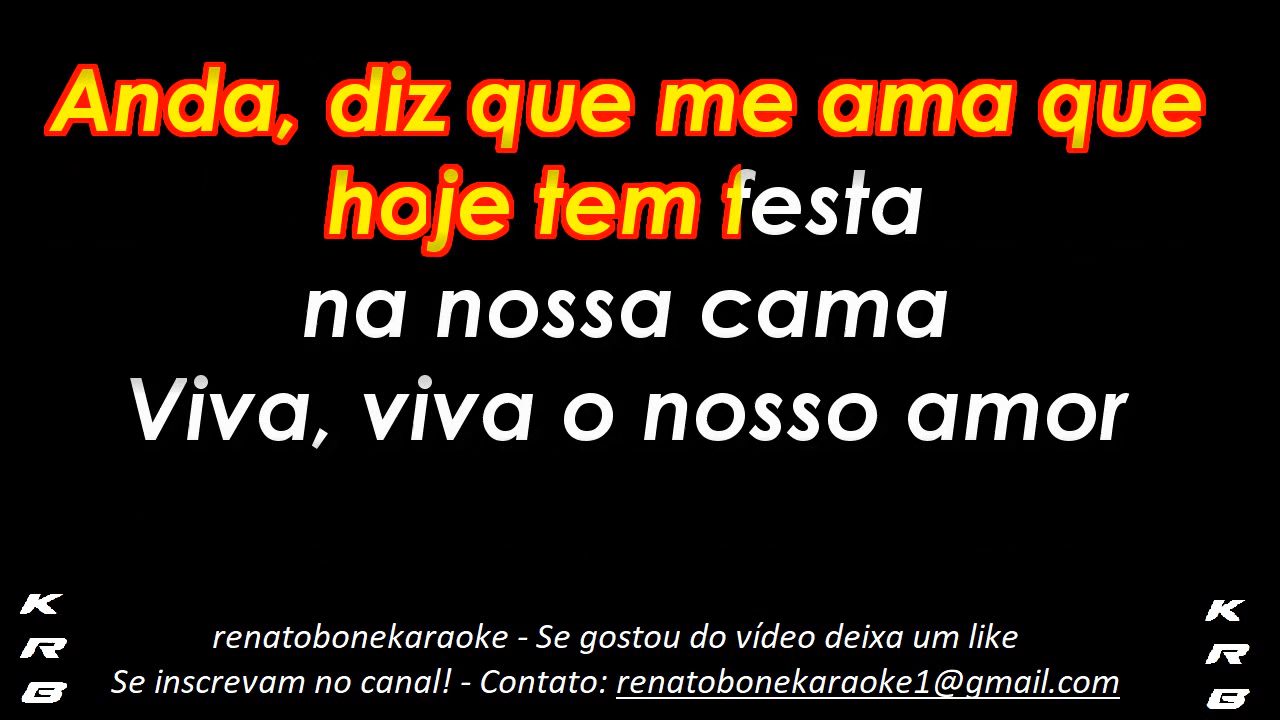 Anda, diz que me ama que
hoje tem festa
na nossa cama
Viva, viva o nosso amor
K
R
B
renatobonekaraoke - Se gostou do vídeo deixa um like
Se inscrevam no canal! - Contato: renatobonekaraoke1@gmail.com
K
R
B